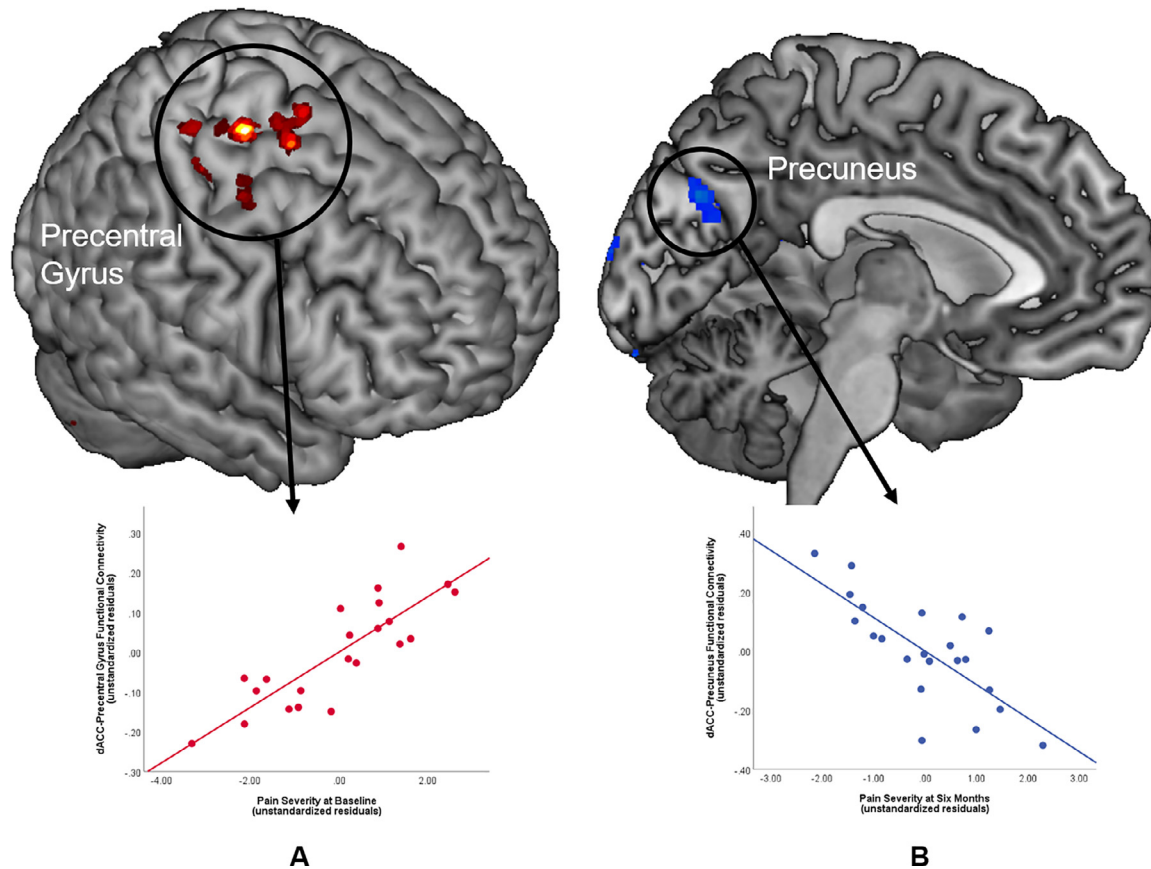 Precentral
Gyrus
Precuneus
dACC-Precentral Gyrus Functional Connectivity
(unstandardized residuals)
.30
.20
.10
.00
-.10
-.20
-.30
-4.00
-2.00
.00
2.00
Pain Severity at Baseline
(unstandardized residuals)
A
dACC-Precuneus Functional Connectivity
(unstandardized residuals)
.40
.20
.00
-.20
-.40
-3.00
-2.00
-1.00
.00
1.00
2.00
3.00
Pain Severity at Six Months
(unstandardized residuals)
B